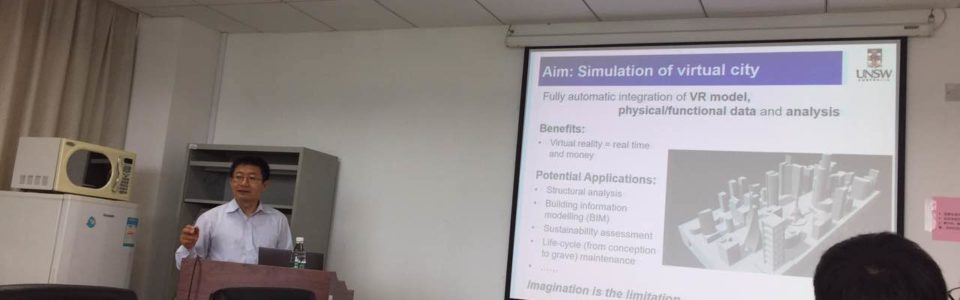 Aim: Simulation of virtual city
UNSW
Fully automatic integration of VR model,
physical/functional data and analysis
Benefits:
• Virtual reality = real time
and money
Potential Applications:
• Structural analysis
• Building information
modelling (BIM)
• Sustainability assessment
• Life-cycle (from conception
to grave) maintenance
• ......
Imagination is the limitation